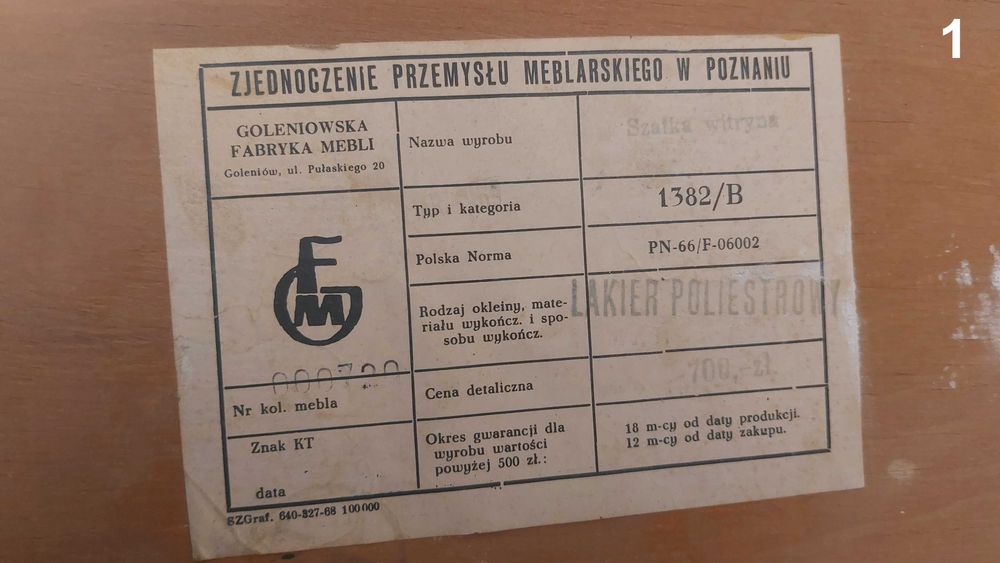 1
ZJEDNOCZENIE PRZEMYSŁU MEBLARSKIEGO W POZNANIU
GOLENIOWSKA
FABRYKA MEBLI
Goleniów, ul. Pułaskiego 20
Nazwa wyrobu
Szafka witryna
Typ i kategoria
1382/B
Polska Norma
PN-66/F-06002
GFM
Rodzaj okleiny, mate-
riału wykończ. i spo-
sobu wykończ.
LAKIER POLIESTROWY
000720
Nr kol. mebla
Cena detaliczna
700,-zł
Znak KT
data
Okres gwarancji dla
wyrobu wartości
powyżej 500 zł.:
18 m-cy od daty produkcji.
12 m-cy od daty zakupu.
SZGraf. 640-327-68 100000